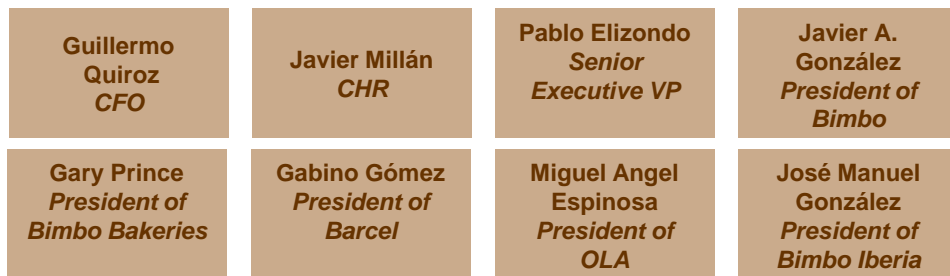 Guillermo
Quiroz
CFO
Javier Millán
CHR
Pablo Elizondo
Senior
Executive VP
Javier A.
González
President of
Bimbo
Gary Prince
President of
Bimbo Bakeries
Gabino Gómez
President of
Barcel
Miguel Angel
Espinosa
President of
OLA
José Manuel
González
President of
Bimbo Iberia